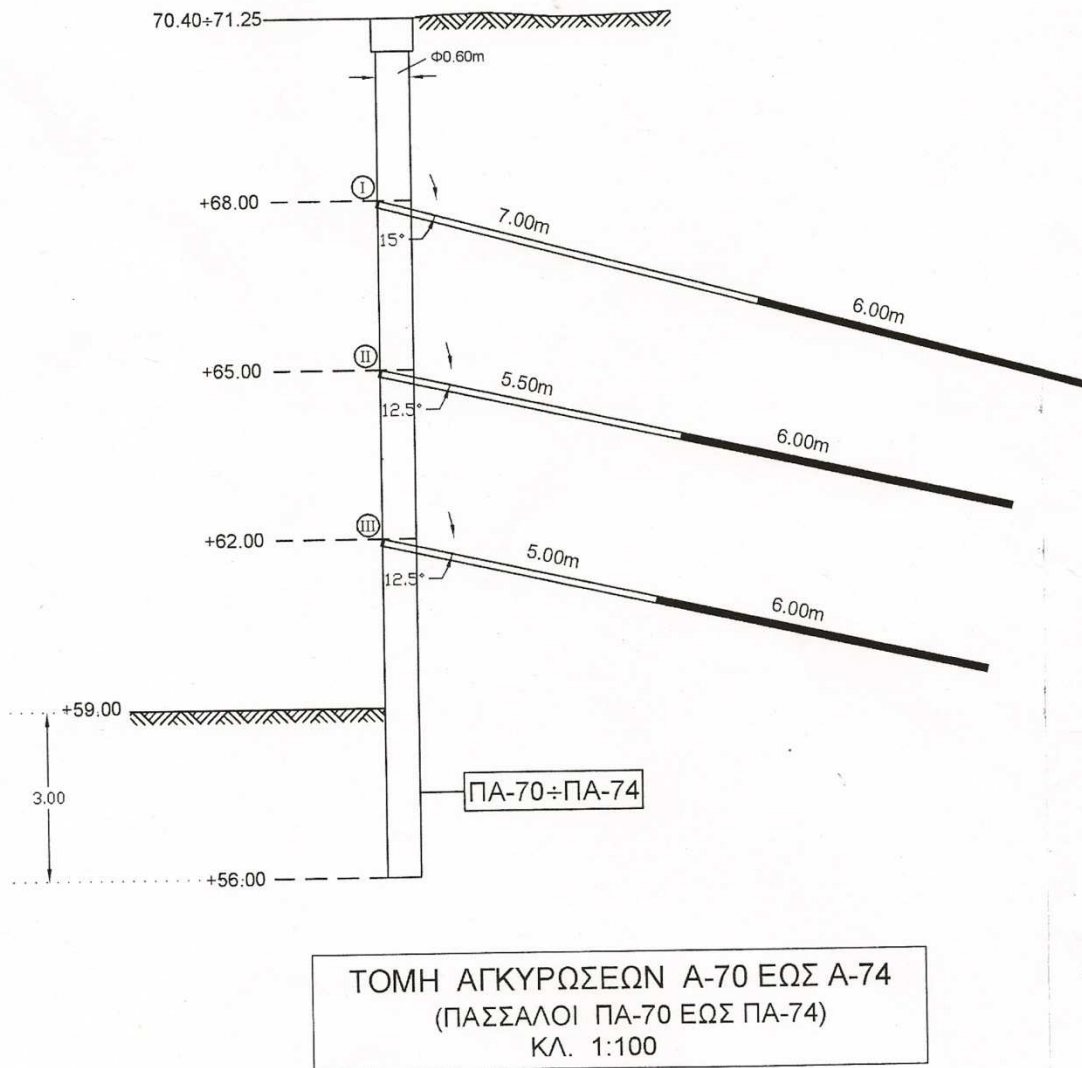 70.40÷71.25
Φ0.60m
I
+68.00
7.00m
15°
6.00m
II
+65.00
5.50m
12.5°
6.00m
III
+62.00
5.00m
12.5°
6.00m
+59.00
3.00
ΠΑ-70÷ΠΑ-74
+56.00
ΤΟΜΗ ΑΓΚΥΡΩΣΕΩΝ Α-70 ΕΩΣ Α-74
(ΠΑΣΣΑΛΟΙ ΠΑ-70 ΕΩΣ ΠΑ-74)
ΚΛ. 1:100